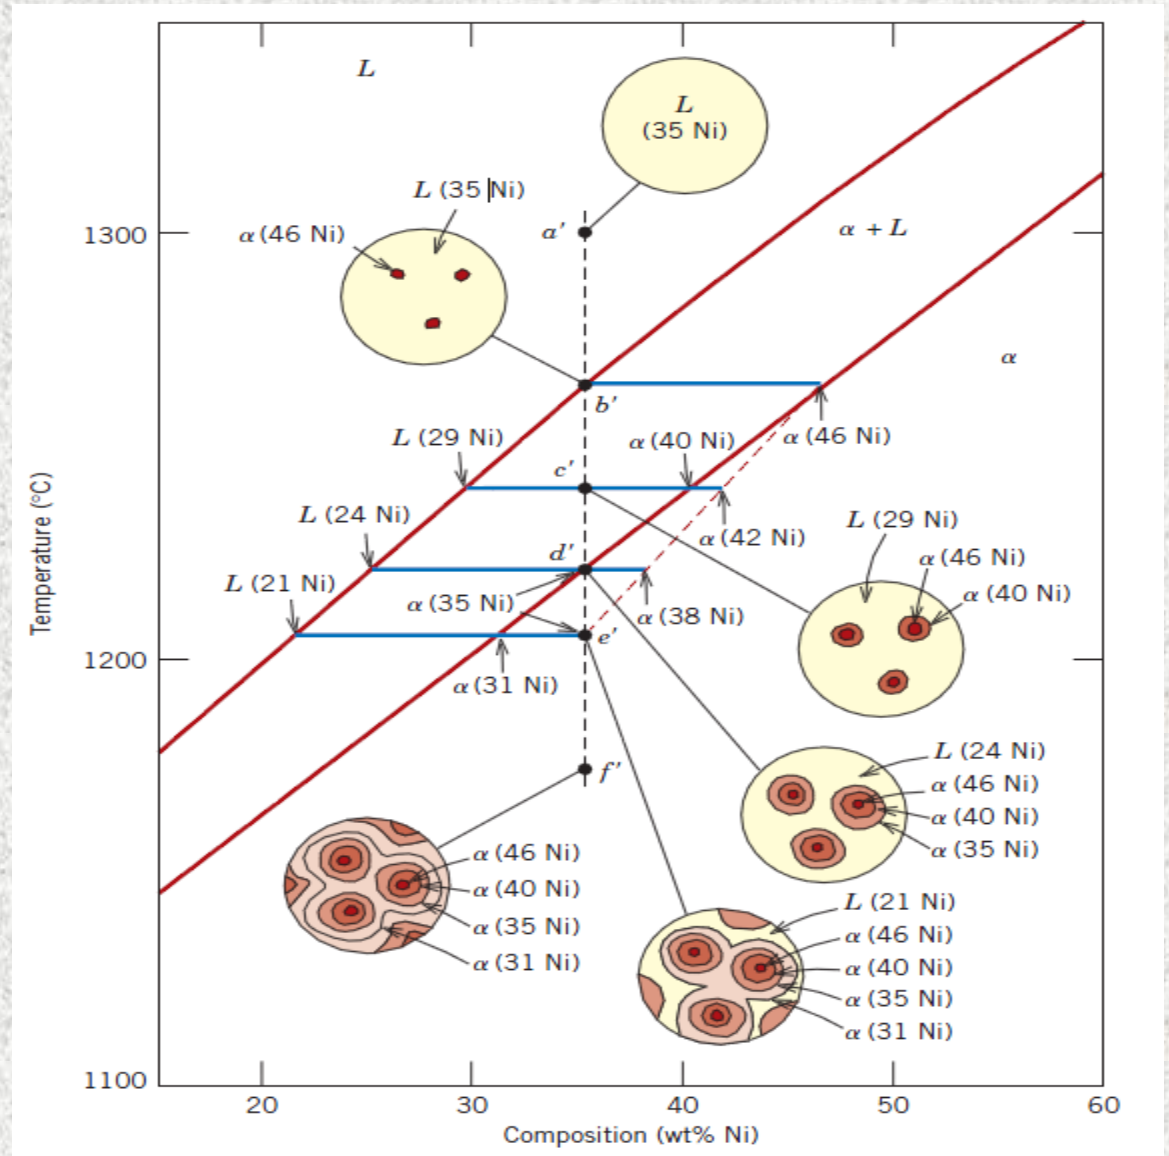 L
L
(35 Ni)
L (35 Ni)
α (46 Ni)
a′
1300
α + L
α
b′
α (46 Ni)
L (29 Ni)
α (40 Ni)
c′
L (24 Ni)
α (42 Ni)
L (29 Ni)
α (46 Ni)
α (40 Ni)
d′
L (21 Ni)
α (35 Ni)
α (38 Ni)
e′
1200
α (31 Ni)
Temperature (°C)
f′
L (24 Ni)
α (46 Ni)
α (40 Ni)
α (35 Ni)
α (46 Ni)
α (40 Ni)
α (35 Ni)
α (31 Ni)
L (21 Ni)
α (46 Ni)
α (40 Ni)
α (35 Ni)
α (31 Ni)
1100
20
30
40
50
60
Composition (wt% Ni)